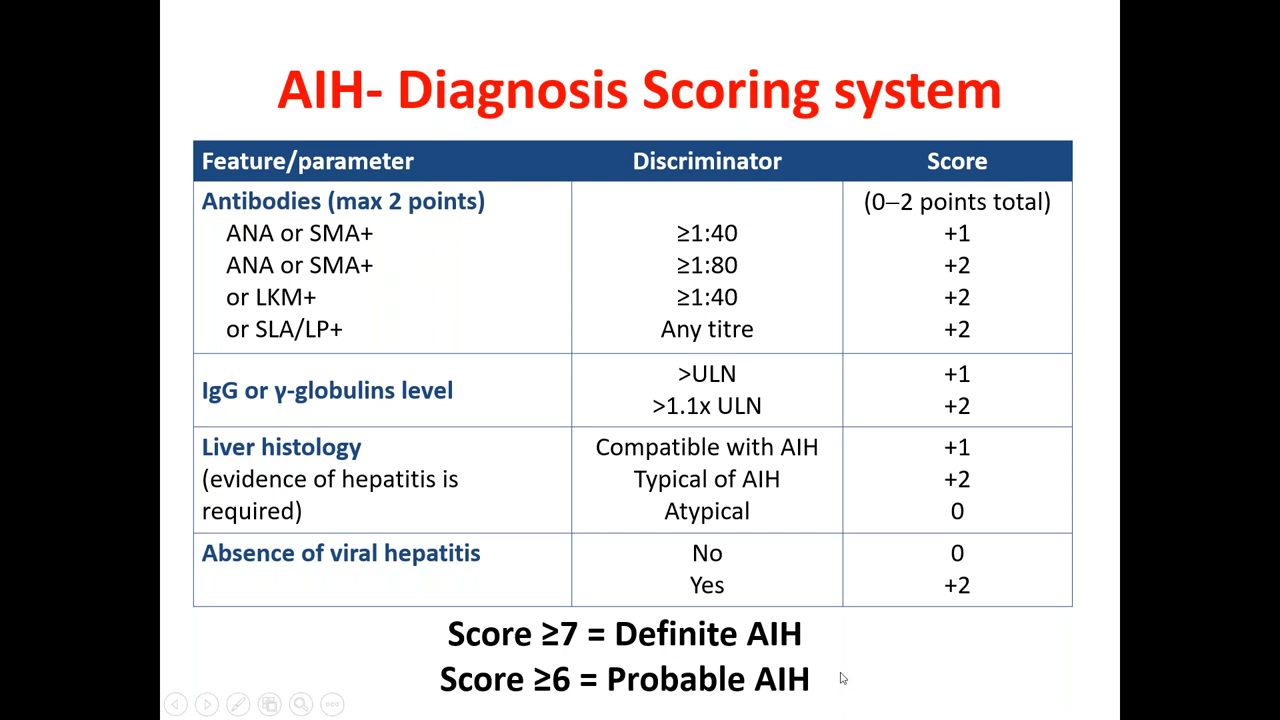 AIH- Diagnosis Scoring system
Feature/parameter Discriminator Score
Antibodies (max 2 points) (0–2 points total)
ANA or SMA+ ≥1:40 +1
ANA or SMA+ ≥1:80 +2
or LKM+ ≥1:40 +2
or SLA/LP+ Any titre +2
IgG or γ-globulins level >ULN +1
>1.1x ULN +2
Liver histology Compatible with AIH +1
(evidence of hepatitis is Typical of AIH +2
required) Atypical 0
Absence of viral hepatitis No 0
Yes +2
Score ≥7 = Definite AIH
Score ≥6 = Probable AIH